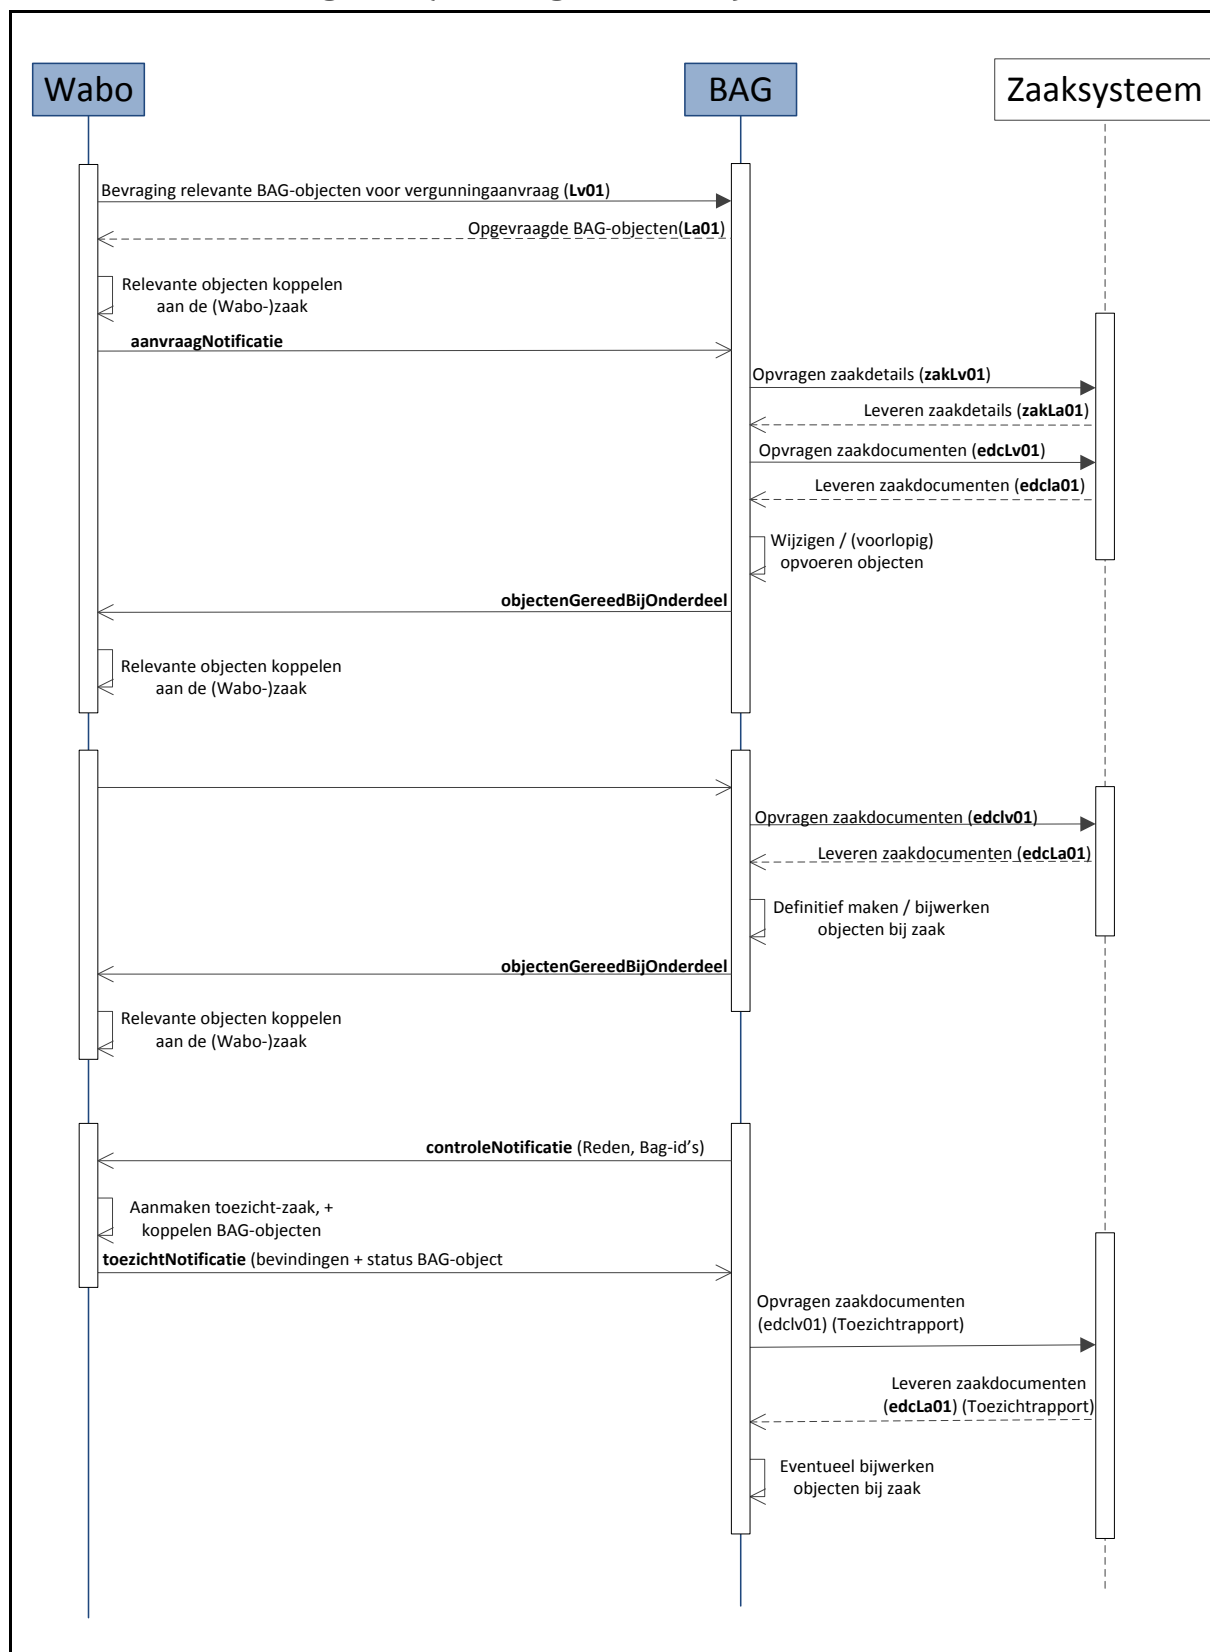 Wabo
BAG
Zaaksysteem
Bevraging relevante BAG-objecten voor vergunningaanvraag (Lv01)
Opgevraagde BAG-objecten(La01)
Relevante objecten koppelen
aan de (Wabo-)zaak
aanvraagNotificatie
Opvragen zaakdetails (zakLv01)
Leveren zaakdetails (zakLa01)
Opvragen zaakdocumenten (edcLv01)
Leveren zaakdocumenten (edcla01)
Wijzigen / (voorlopig)
opvoeren objecten
objectenGereedBijOnderdeel
Relevante objecten koppelen
aan de (Wabo-)zaak
Opvragen zaakdocumenten (edclv01)
Leveren zaakdocumenten (edcLa01)
Definitief maken / bijwerken
objecten bij zaak
objectenGereedBijOnderdeel
Relevante objecten koppelen
aan de (Wabo-)zaak
controleNotificatie (Reden, Bag-id's)
Aanmaken toezicht-zaak, +
koppelen BAG-objecten
toezichtNotificatie (bevindingen + status BAG-object
Opvragen zaakdocumenten
(edclv01) (Toezichtrapport)
Leveren zaakdocumenten
(edcLa01) (Toezichtrapport)
Eventueel bijwerken
objecten bij zaak